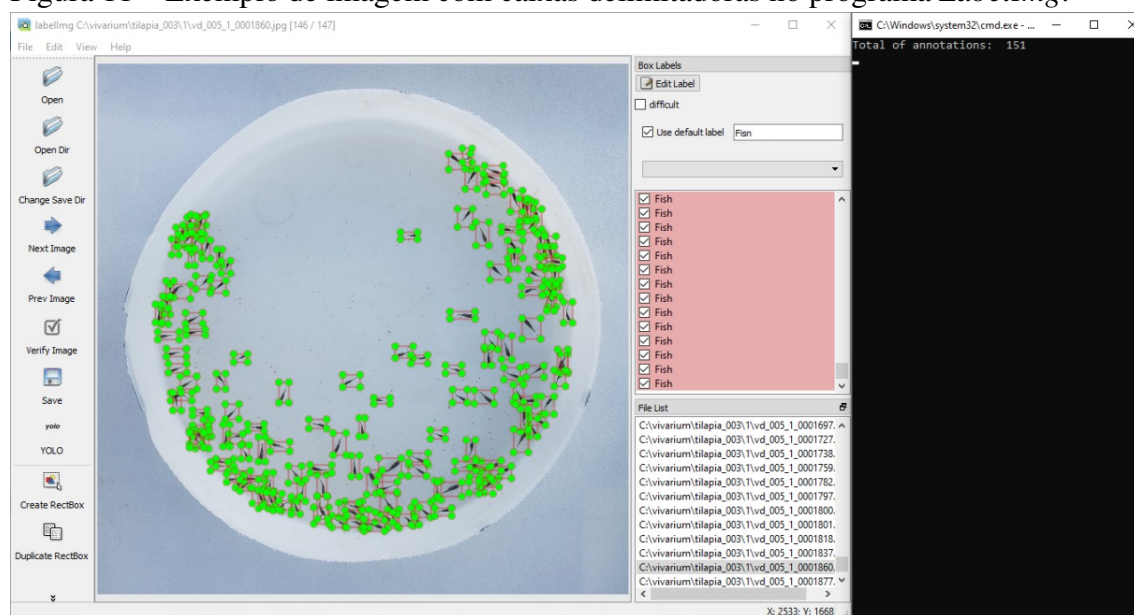 Figura 11 – Exemplo de imagem com caixas delimitadoras no programa LabelImg.
labelImg C:\vivarium\tilapia_003\1\vd_005_1_0001860.jpg [146 / 147]
File Edit View Help
Open
Open Dir
Change Save Dir
Next Image
Prev Image
Verify Image
Save
yolo
YOLO
Create RectBox
Duplicate RectBox
Box Labels
Edit Label
difficult
Use default label Fisn
Fish
Fish
Fish
Fish
Fish
Fish
Fish
Fish
Fish
Fish
Fish
Fish
Fish
Fish
File List
C:\vivarium\tilapia_003\1\vd_005_1_0001697.
C:\vivarium\tilapia_003\1\vd_005_1_0001727.
C:\vivarium\tilapia_003\1\vd_005_1_0001738.
C:\vivarium\tilapia_003\1\vd_005_1_0001759.
C:\vivarium\tilapia_003\1\vd_005_1_0001782.
C:\vivarium\tilapia_003\1\vd_005_1_0001797.
C:\vivarium\tilapia_003\1\vd_005_1_0001800.
C:\vivarium\tilapia_003\1\vd_005_1_0001801.
C:\vivarium\tilapia_003\1\vd_005_1_0001818.
C:\vivarium\tilapia_003\1\vd_005_1_0001837.
C:\vivarium\tilapia_003\1\vd_005_1_0001860.
C:\vivarium\tilapia_003\1\vd_005_1_0001877.
X: 2533; Y: 1668
C:\Windows\system32\cmd.exe - ...
Total of annotations: 151